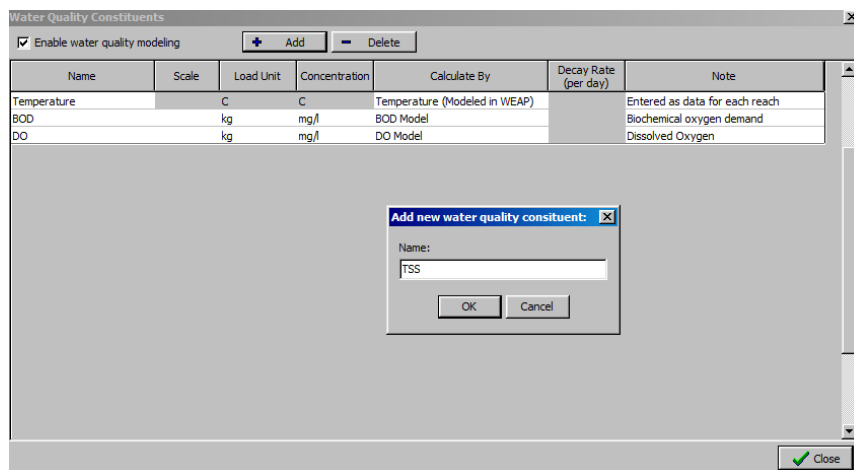 Water Quality Constituents
Enable water quality modeling
Add
Delete
Name Scale Load Unit Concentration Calculate By Decay Rate (per day) Note
Temperature C C Temperature (Modeled in WEAP) Entered as data for each reach
BOD kg mg/l BOD Model Biochemical oxygen demand
DO kg mg/l DO Model Dissolved Oxygen
Add new water quality consituent:
Name:
TSS
OK Cancel
Close